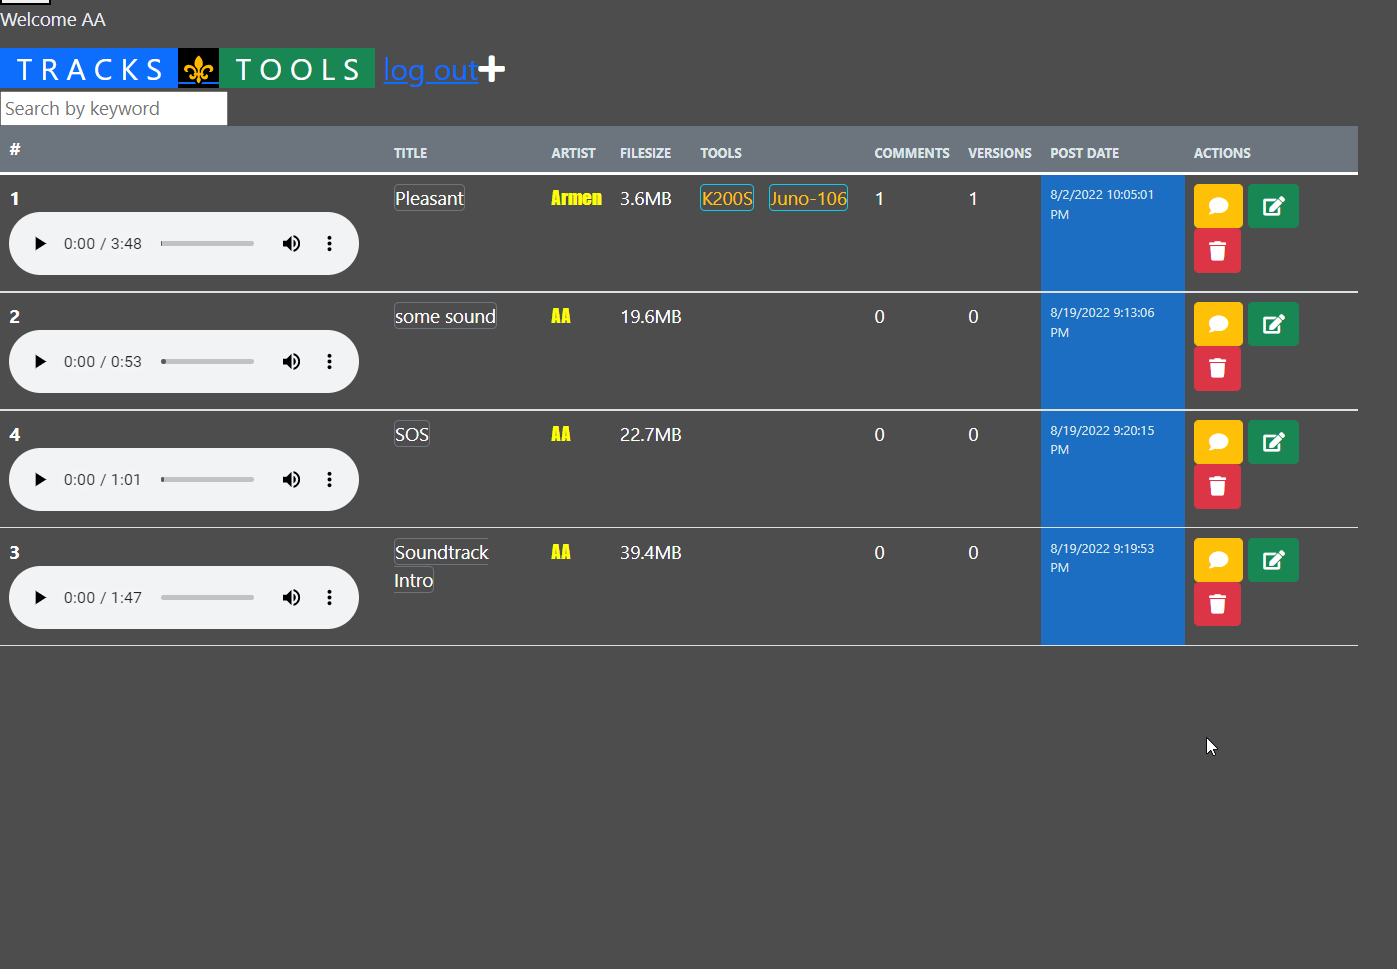 Welcome AA
TRACKS TOOLS log out
Search by keyword
# TITLE ARTIST FILESIZE TOOLS COMMENTS VERSIONS POST DATE ACTIONS
1 Pleasant Armen 3.6MB K200S Juno-106 1 1 8/2/2022 10:05:01
PM
0:00 / 3:48
2 some sound AA 19.6MB 0 0 8/19/2022 9:13:06
PM
0:00 / 0:53
4 SOS AA 22.7MB 0 0 8/19/2022 9:20:15
PM
0:00 / 1:01
3 Soundtrack AA 39.4MB 0 0 8/19/2022 9:19:53
Intro PM
0:00 / 1:47